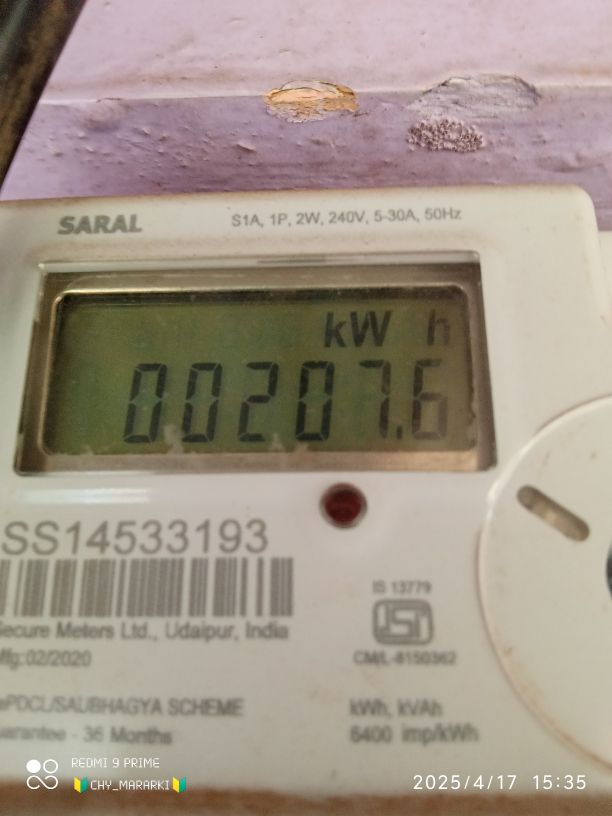 SARAL
S1A, 1P, 2W, 240V, 5-30A, 50Hz
kW h
00207.6
SS14533193
Secure Meters Ltd., Udaipur, India
Mfg:02/2020
IS 13779
ISI
CM/L-8150362
ePDCL/SAUBHAGYA SCHEME
Guarantee - 36 Months
kWh, kVAh
6400 imp/kWh
REDMI 9 PRIME
🔰CHY_MARARKI🔰
2025/4/17 15:35